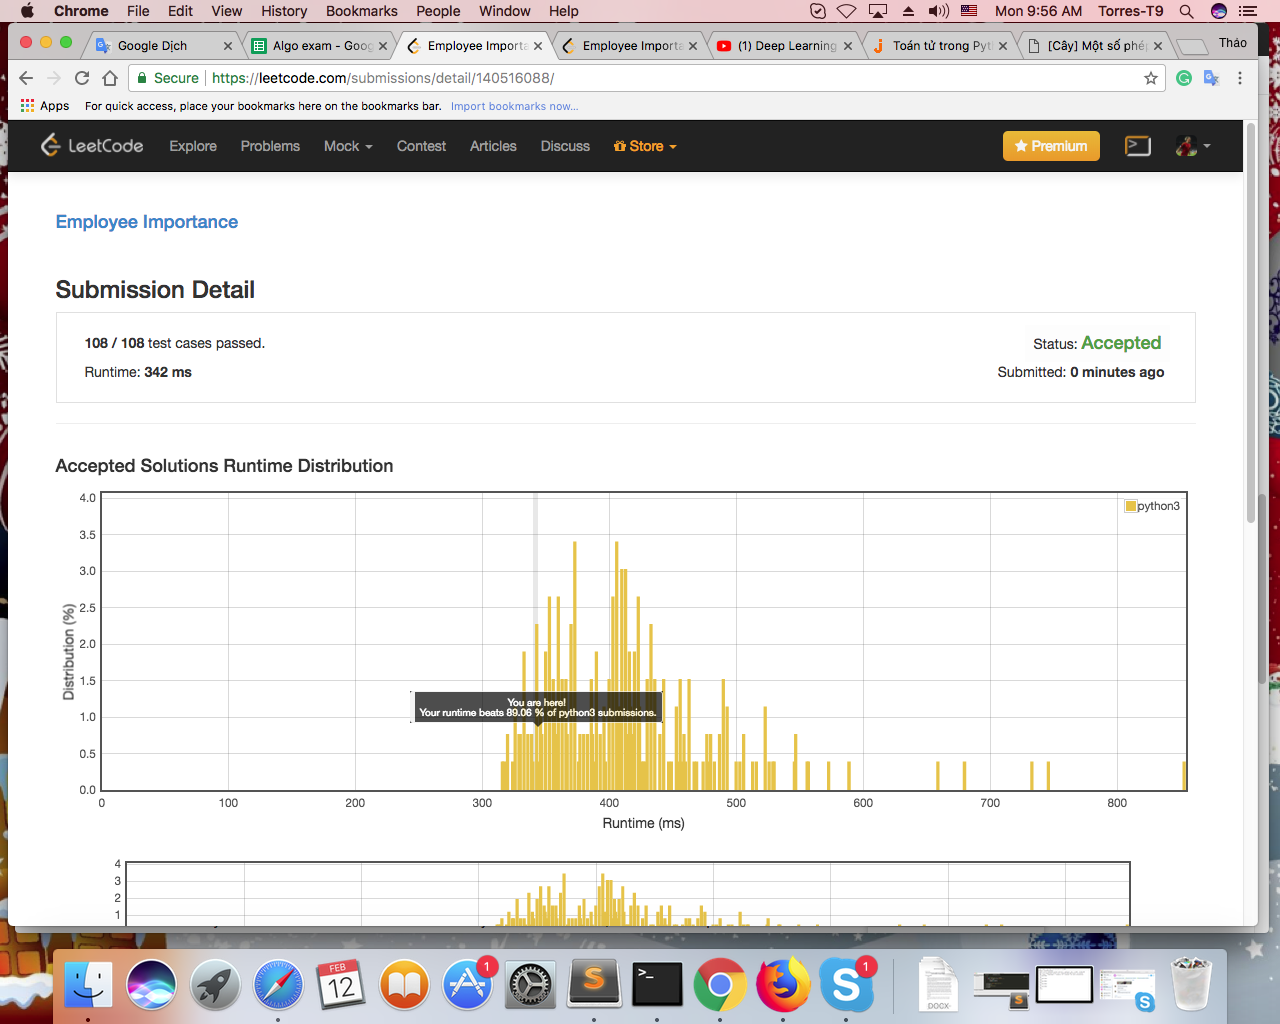 Chrome File Edit View History Bookmarks People Window Help Mon 9:56 AM Torres-T9
Google Dịch Algo exam - Goog Employee Importa Employee Importa (1) Deep Learning Toán tử trong Pyt [Cây] Một số phép Thảo
Secure https://leetcode.com/submissions/detail/140516088/
Apps For quick access, place your bookmarks here on the bookmarks bar. Import bookmarks now...
LeetCode Explore Problems Mock Contest Articles Discuss Store Premium
Employee Importance
Submission Detail
108 / 108 test cases passed. Status: Accepted
Runtime: 342 ms Submitted: 0 minutes ago
Accepted Solutions Runtime Distribution
4.0
python3
3.5
3.0
2.5
2.0
1.5
1.0
0.5
0.0
Distribution (%)
You are here!
Your runtime beats 89.06 % of python3 submissions.
0 100 200 300 400 500 600 700 800
Runtime (ms)
4
3
2
1
FEB
12
1
1
DOCX